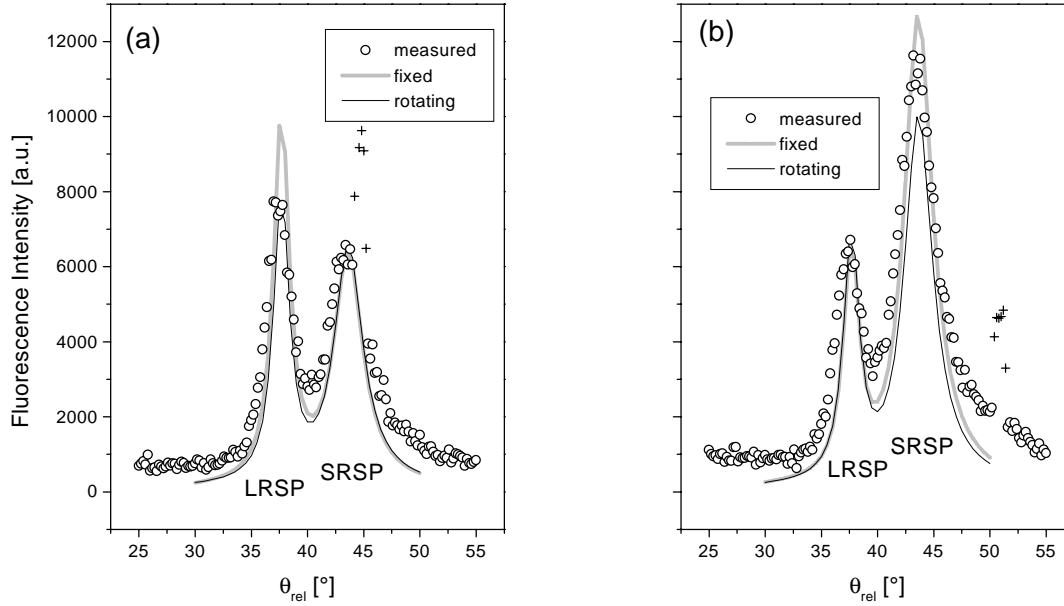 (a)
measured
fixed
rotating
12000
10000
8000
6000
4000
2000
0
Fluorescence Intensity [a.u.]
LRSP
SRSP
25 30 35 40 45 50 55
θrel [°]
(b)
measured
fixed
rotating
LRSP
SRSP
25 30 35 40 45 50 55
θrel [°]